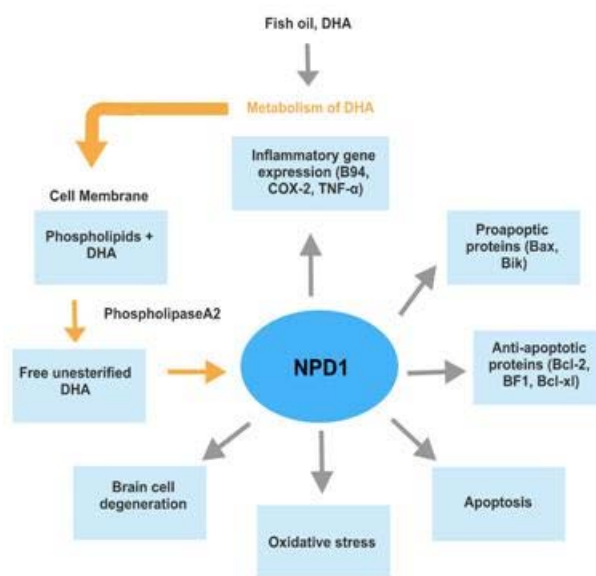 Fish oil, DHA
Metabolism of DHA
Inflammatory gene
expression (B94,
COX-2, TNF-α)
Cell Membrane
Phospholipids +
DHA
Proapoptic
proteins (Bax,
Bik)
PhospholipaseA2
Free unesterified
DHA
NPD1
Anti-apoptotic
proteins (Bcl-2,
BF1, Bcl-xl)
Brain cell
degeneration
Oxidative stress
Apoptosis